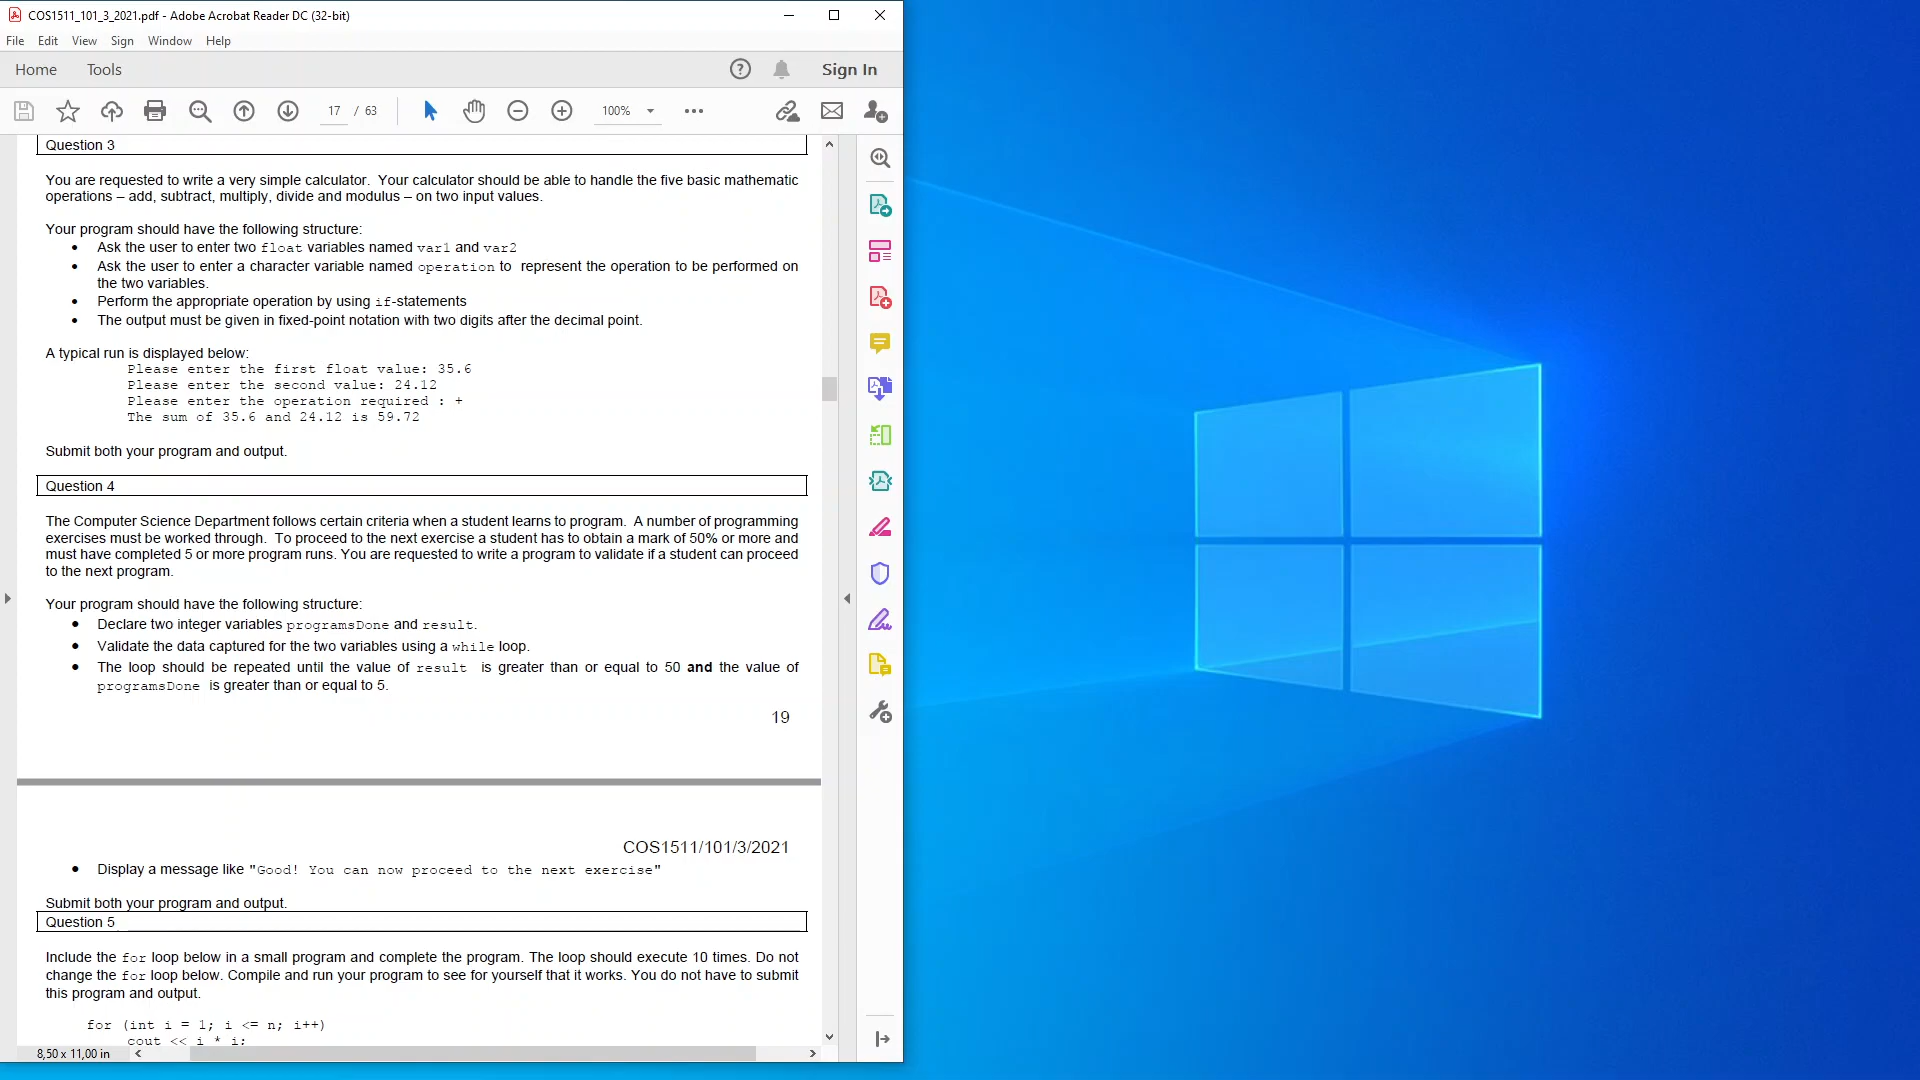 COS1511_101_3_2021.pdf - Adobe Acrobat Reader DC (32-bit)
File Edit View Sign Window Help
Home Tools Sign In
17 / 63 100%
Question 3
You are requested to write a very simple calculator. Your calculator should be able to handle the five basic mathematic
operations – add, subtract, multiply, divide and modulus – on two input values.
Your program should have the following structure:
• Ask the user to enter two float variables named var1 and var2
• Ask the user to enter a character variable named operation to represent the operation to be performed on
the two variables.
• Perform the appropriate operation by using if-statements
• The output must be given in fixed-point notation with two digits after the decimal point.
A typical run is displayed below:
Please enter the first float value: 35.6
Please enter the second value: 24.12
Please enter the operation required : +
The sum of 35.6 and 24.12 is 59.72
Submit both your program and output.
Question 4
The Computer Science Department follows certain criteria when a student learns to program. A number of programming
exercises must be worked through. To proceed to the next exercise a student has to obtain a mark of 50% or more and
must have completed 5 or more program runs. You are requested to write a program to validate if a student can proceed
to the next program.
Your program should have the following structure:
• Declare two integer variables programsDone and result.
• Validate the data captured for the two variables using a while loop.
• The loop should be repeated until the value of result is greater than or equal to 50 and the value of
programsDone is greater than or equal to 5.
19
COS1511/101/3/2021
• Display a message like "Good! You can now proceed to the next exercise"
Submit both your program and output.
Question 5
Include the for loop below in a small program and complete the program. The loop should execute 10 times. Do not
change the for loop below. Compile and run your program to see for yourself that it works. You do not have to submit
this program and output.
for (int i = 1; i <= n; i++)
cout << i * i;
8,50 x 11,00 in